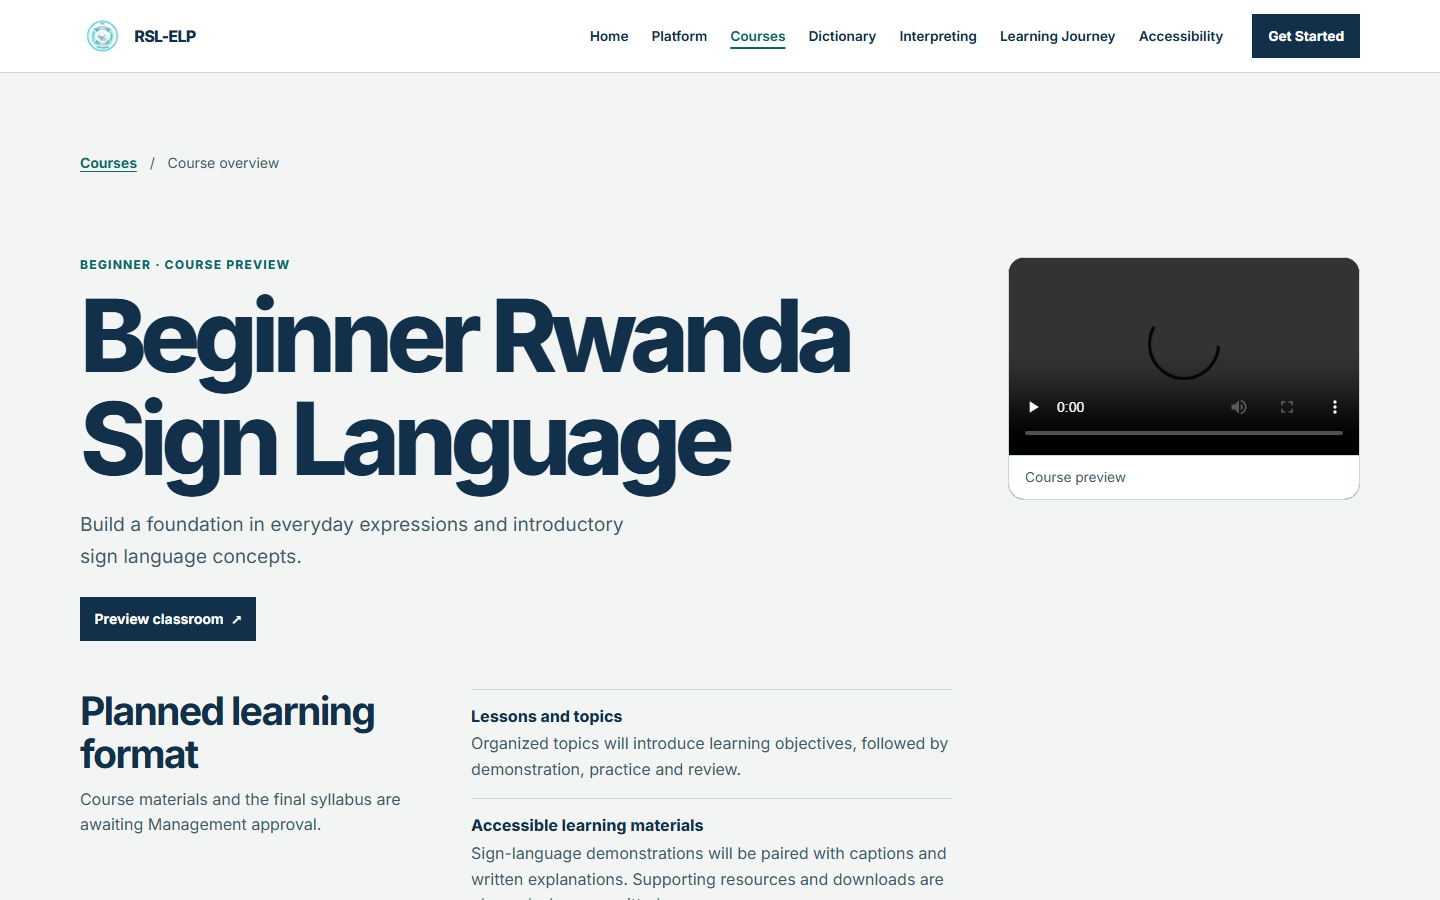 RSL-ELP
Home Platform Courses Dictionary Interpreting Learning Journey Accessibility Get Started
Courses / Course overview
BEGINNER · COURSE PREVIEW
Beginner Rwanda
Sign Language
Build a foundation in everyday expressions and introductory
sign language concepts.
Preview classroom ↗
0:00
Course preview
Planned learning
format
Course materials and the final syllabus are
awaiting Management approval.
Lessons and topics
Organized topics will introduce learning objectives, followed by
demonstration, practice and review.
Accessible learning materials
Sign-language demonstrations will be paired with captions and
written explanations. Supporting resources and downloads are